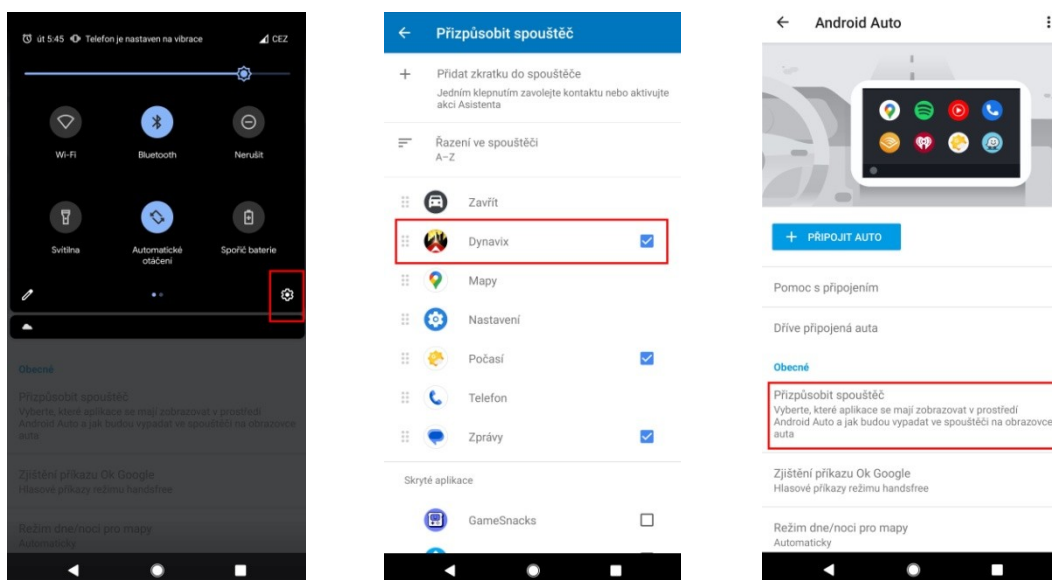 út 5:45 Telefon je nastaven na vibrace CEZ
Wi-Fi
Bluetooth
Nerušit
Svítilna
Automatické
otáčení
Spořič baterie
Obecné
Přizpůsobit spouštěč
Vyberte, které aplikace se mají zobrazovat v prostředí
Android Auto a jak budou vypadat ve spouštěči na obrazovce
auta
Zjištění příkazu Ok Google
Hlasové příkazy režimu handsfree
Režim dne/noci pro mapy
Automaticky
Přizpůsobit spouštěč
Přidat zkratku do spouštěče
Jedním klepnutím zavolejte kontaktu nebo aktivujte
akci Asistenta
Řazení ve spouštěči
A–Z
Zavřít
Dynavix
Mapy
Nastavení
Počasí
Telefon
Zprávy
Skryté aplikace
GameSnacks
Android Auto
PŘIPOJIT AUTO
Pomoc s připojením
Dříve připojená auta
Obecné
Přizpůsobit spouštěč
Vyberte, které aplikace se mají zobrazovat v prostředí
Android Auto a jak budou vypadat ve spouštěči na obrazovce
auta
Zjištění příkazu Ok Google
Hlasové příkazy režimu handsfree
Režim dne/noci pro mapy
Automaticky